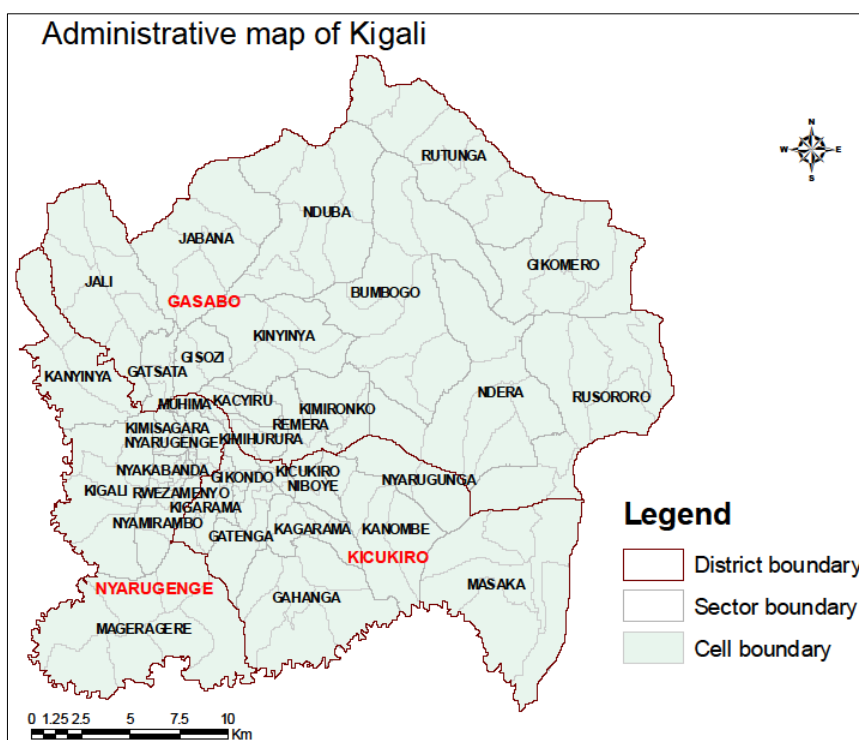 Administrative map of Kigali
N
W E
S
RUTUNGA
NDUBA
JABANA
GIKOMERO
JALI
BUMBOGO
GASABO
KINYINYA
GISOZI
GATSATA
KANYINYA
NDERA
RUSORORO
MUHIMA
KACYIRU
KIMIRONKO
REMERA
KIMISAGARA
NYARUGENGE
KIMIHURURA
NYAKABANDA
GIKONDO
KICUKIRO
NIBOYE
NYARUGUNGA
KIGALI
RWEZAMENYO
KIGARAMA
NYAMIRAMBO
GATENGA
KAGARAMA
KANOMBE
KICUKIRO
MASAKA
NYARUGENGE
GAHANGA
MAGERAGERE
Legend
District boundary
Sector boundary
Cell boundary
0 1.25 2.5 5 7.5 10
Km